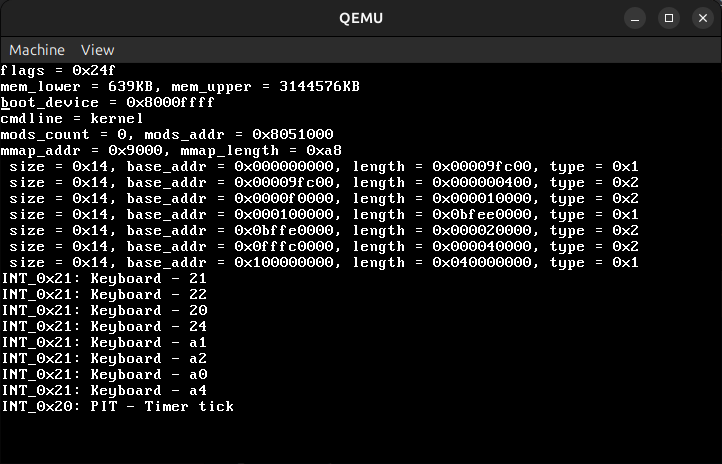 QEMU
Machine View
flags = 0x24f
mem_lower = 639KB, mem_upper = 3144576KB
boot_device = 0x8000ffff
cmdline = kernel
mods_count = 0, mods_addr = 0x8051000
mmap_addr = 0x9000, mmap_length = 0xa8
size = 0x14, base_addr = 0x000000000, length = 0x00009fc00, type = 0x1
size = 0x14, base_addr = 0x00009fc00, length = 0x000000400, type = 0x2
size = 0x14, base_addr = 0x0000f0000, length = 0x000010000, type = 0x2
size = 0x14, base_addr = 0x000100000, length = 0x0bfee0000, type = 0x1
size = 0x14, base_addr = 0x0bffe0000, length = 0x000020000, type = 0x2
size = 0x14, base_addr = 0x0fffc0000, length = 0x000040000, type = 0x2
size = 0x14, base_addr = 0x100000000, length = 0x040000000, type = 0x1
INT_0x21: Keyboard - 21
INT_0x21: Keyboard - 22
INT_0x21: Keyboard - 20
INT_0x21: Keyboard - 24
INT_0x21: Keyboard - a1
INT_0x21: Keyboard - a2
INT_0x21: Keyboard - a0
INT_0x21: Keyboard - a4
INT_0x20: PIT - Timer tick